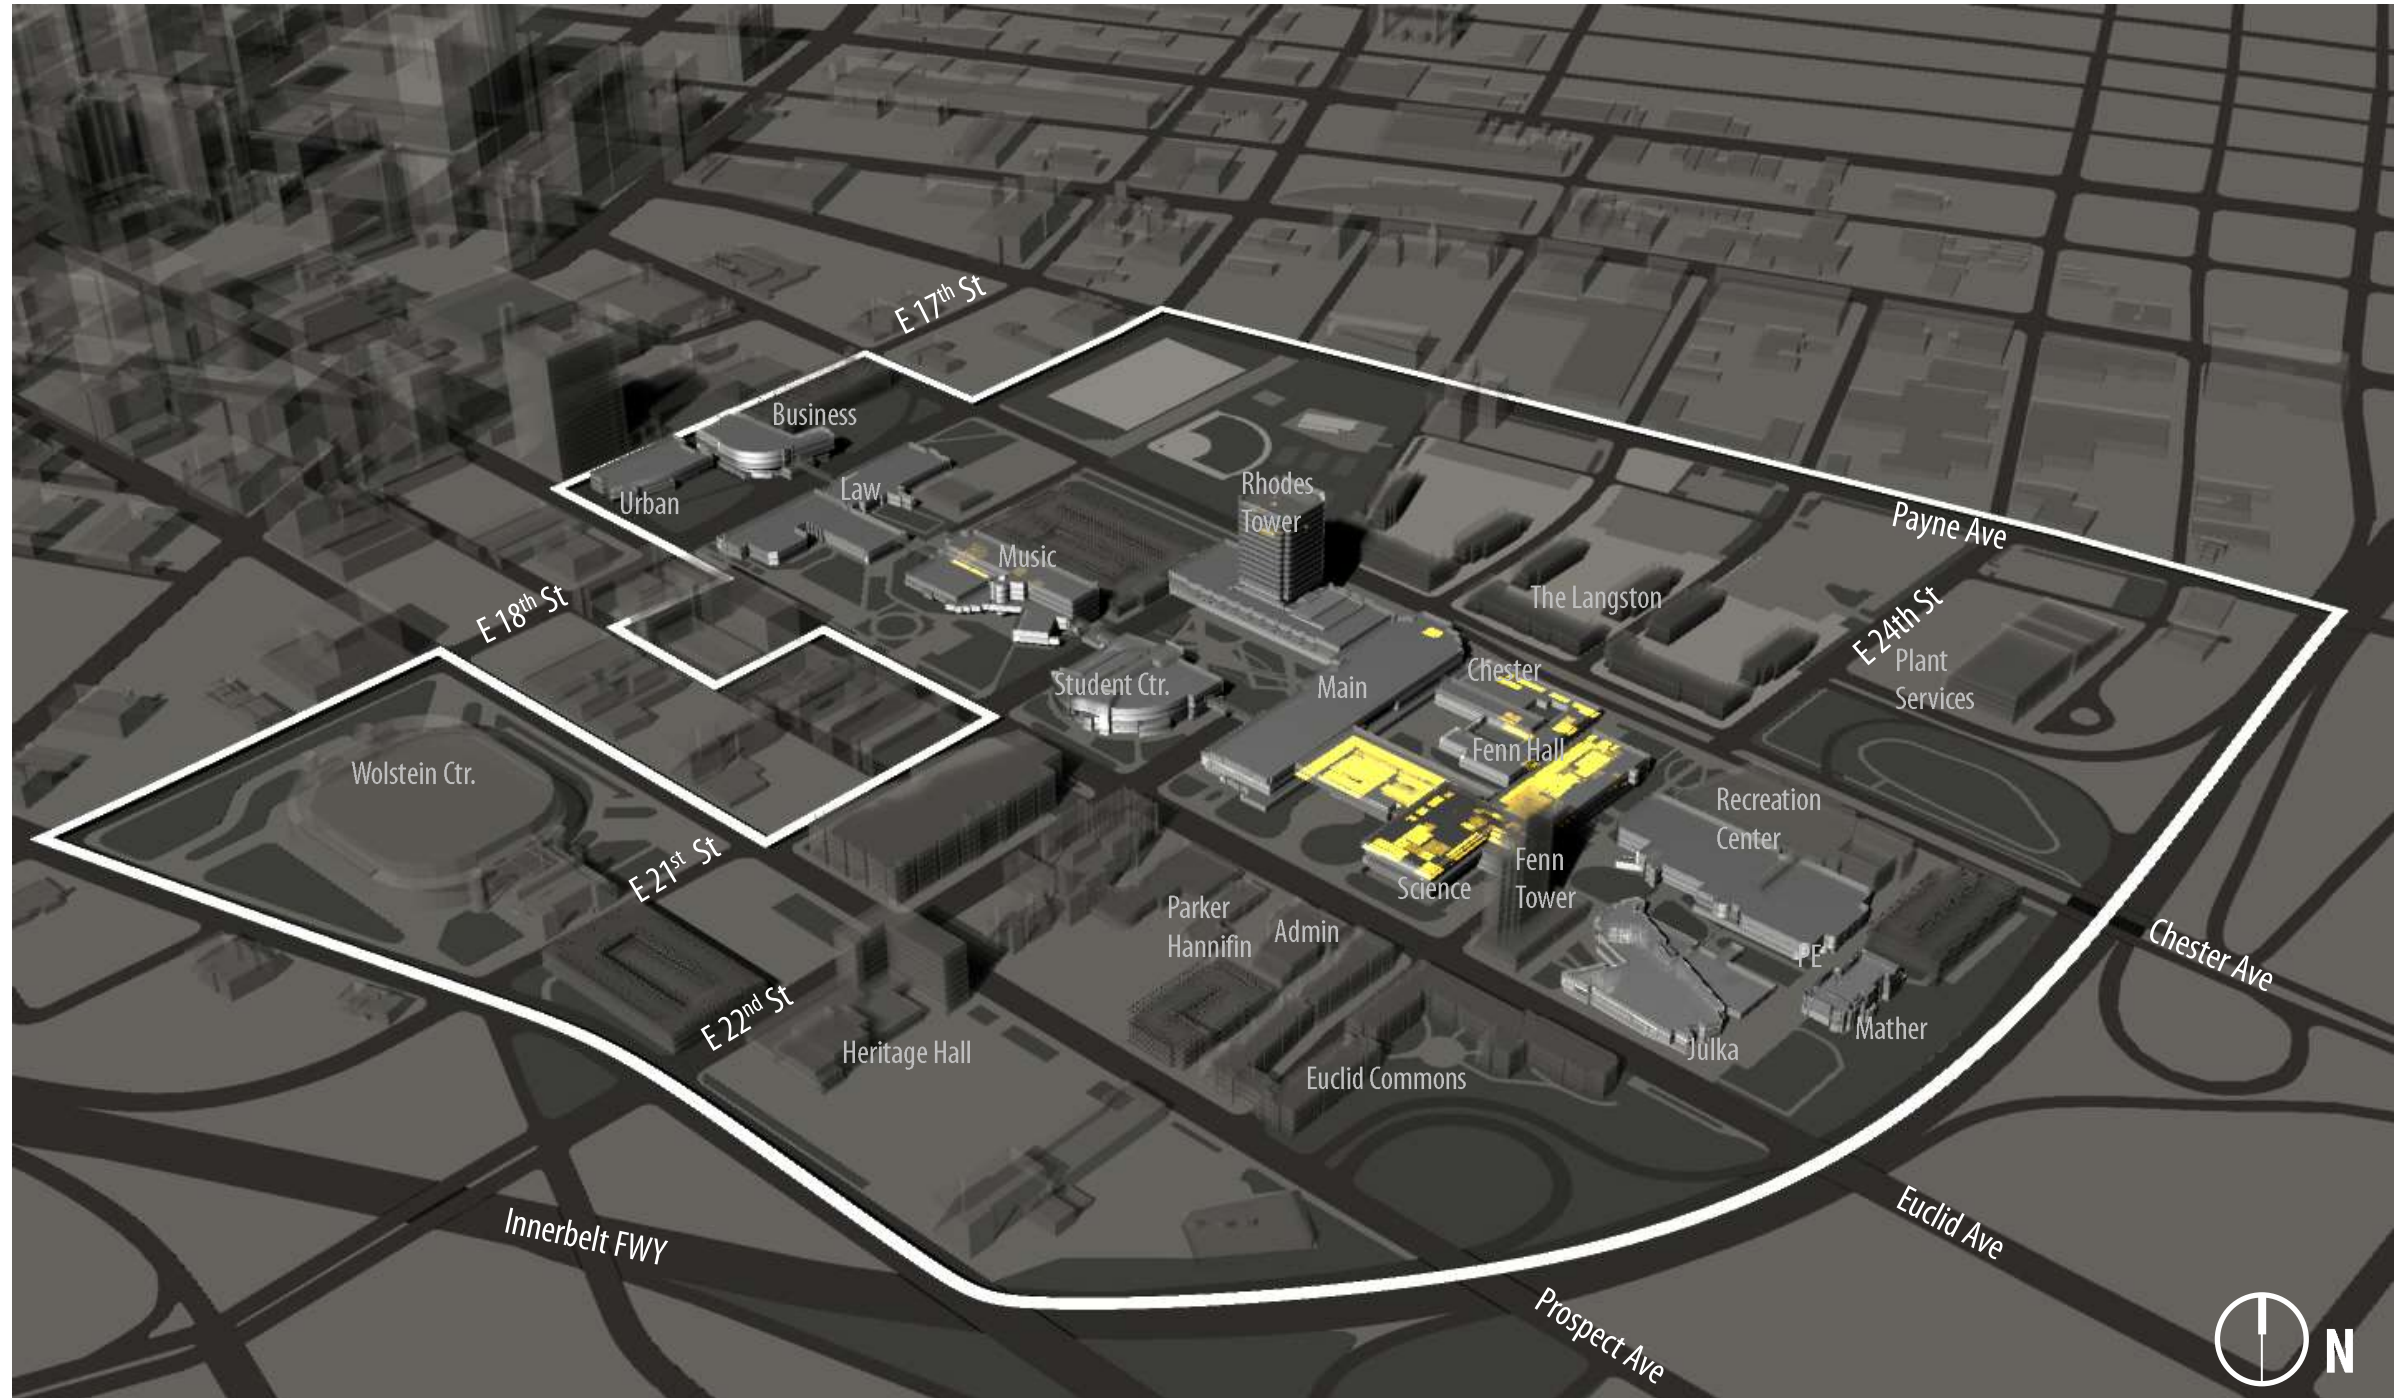 E 17th St
Business
Law
Urban
Rhodes
Tower
Music
Payne Ave
The Langston
E 18th St
E 24th St
Plant
Services
Chester
Student Ctr.
Main
Fenn Hall
Wolstein Ctr.
Recreation
Center
E 21st St
Fenn
Tower
Science
Parker
Hannifin
Admin
PE
Chester Ave
E 22nd St
Mather
Heritage Hall
Julka
Euclid Commons
Innerbelt FWY
Euclid Ave
Prospect Ave
N